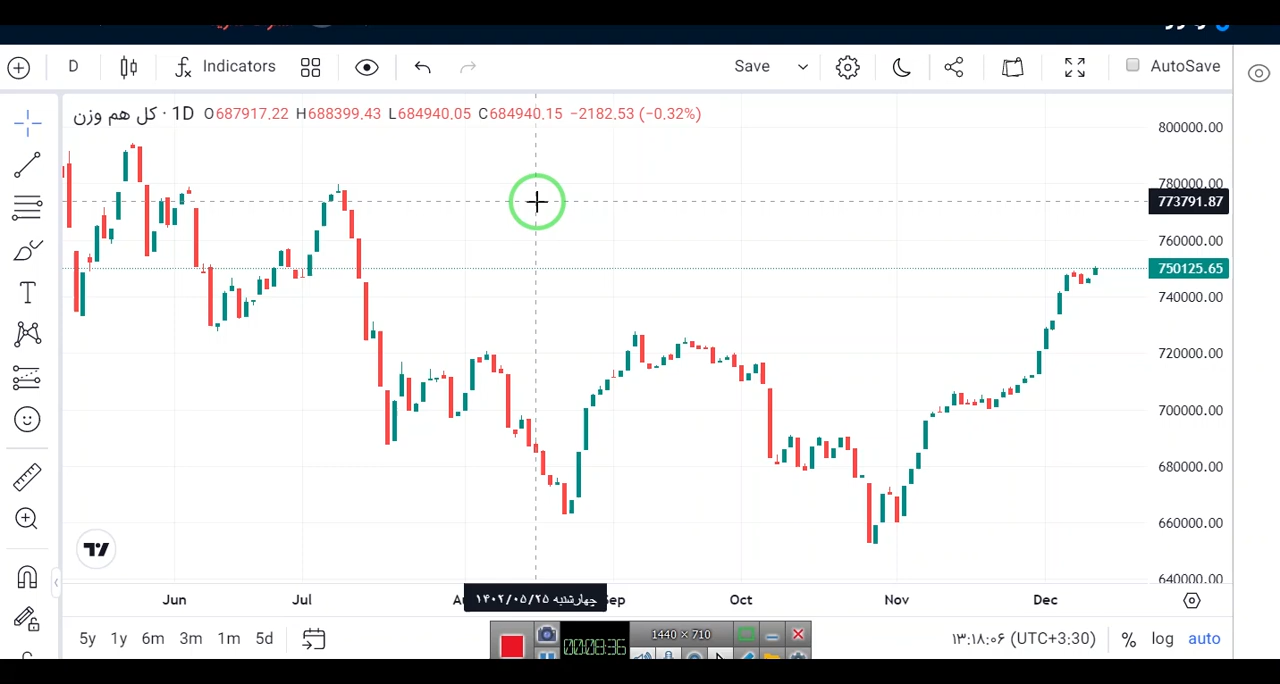 D Indicators Save AutoSave
کل هم وزن · 1D O687917.22 H688399.43 L684940.05 C684940.15 −2182.53 (−0.32%)
800000.00
780000.00
773791.87
760000.00
750125.65
740000.00
720000.00
700000.00
680000.00
660000.00
640000.00
Jun Jul چهارشنبه ۱۴۰۲/۰۵/۲۵ Oct Nov Dec
5y 1y 6m 3m 1m 5d ۱۳:۱۸:۰۶ (UTC+3:30) % log auto
00:08:36 1440 × 710